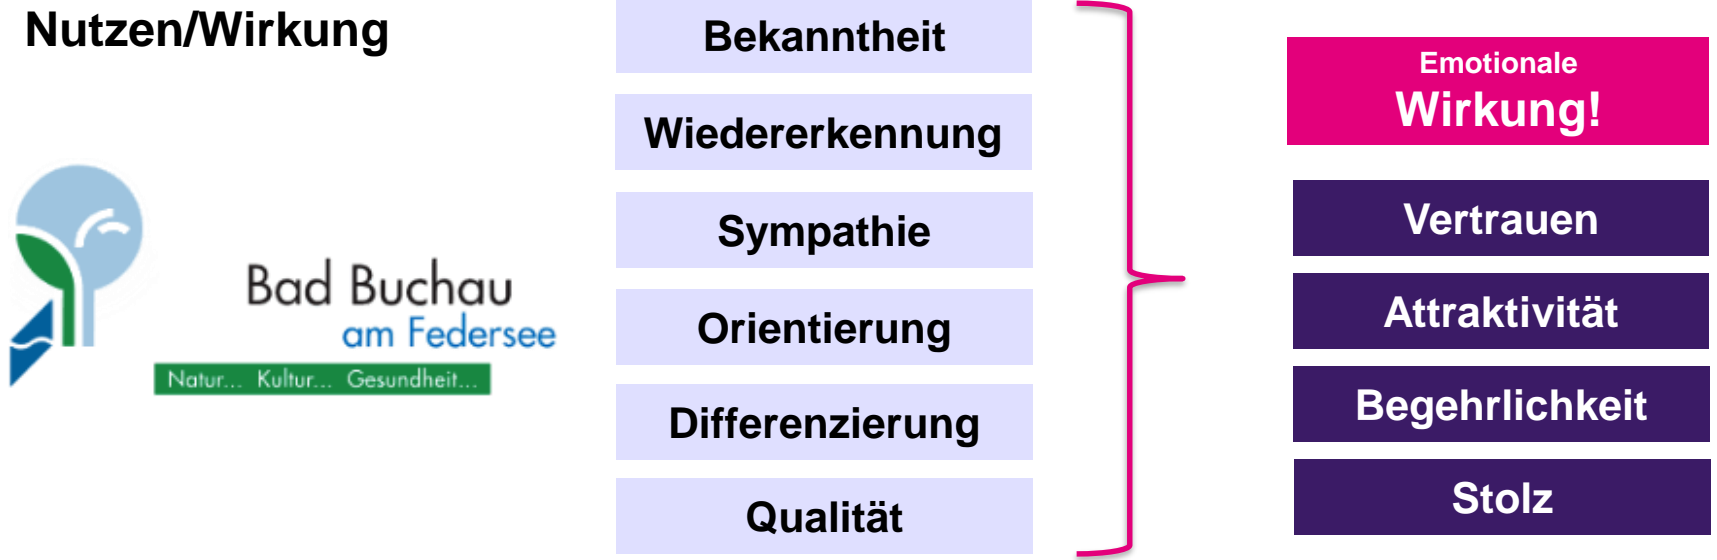 Nutzen/Wirkung
Bad Buchau
am Federsee
Natur... Kultur... Gesundheit...
Bekanntheit
Wiedererkennung
Sympathie
Orientierung
Differenzierung
Qualität
Emotionale
Wirkung!
Vertrauen
Attraktivität
Begehrlichkeit
Stolz